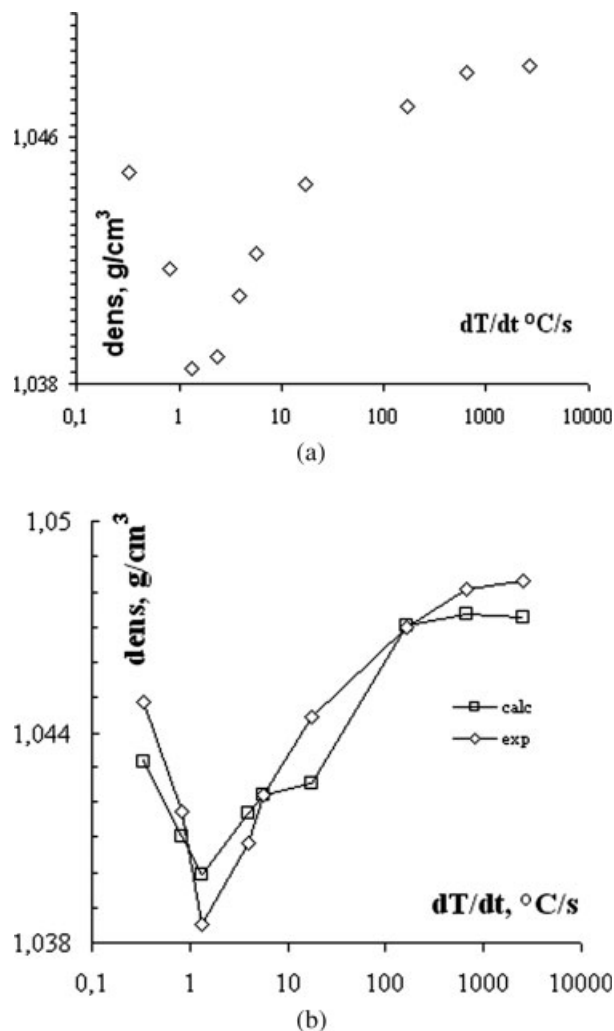 1,046
dens, g/cm³
dT/dt °C/s
1,038
0,1 1 10 100 1000 10000
(a)
1,05
dens, g/cm³
calc
1,044
exp
dT/dt, °C/s
1,038
0,1 1 10 100 1000 10000
(b)